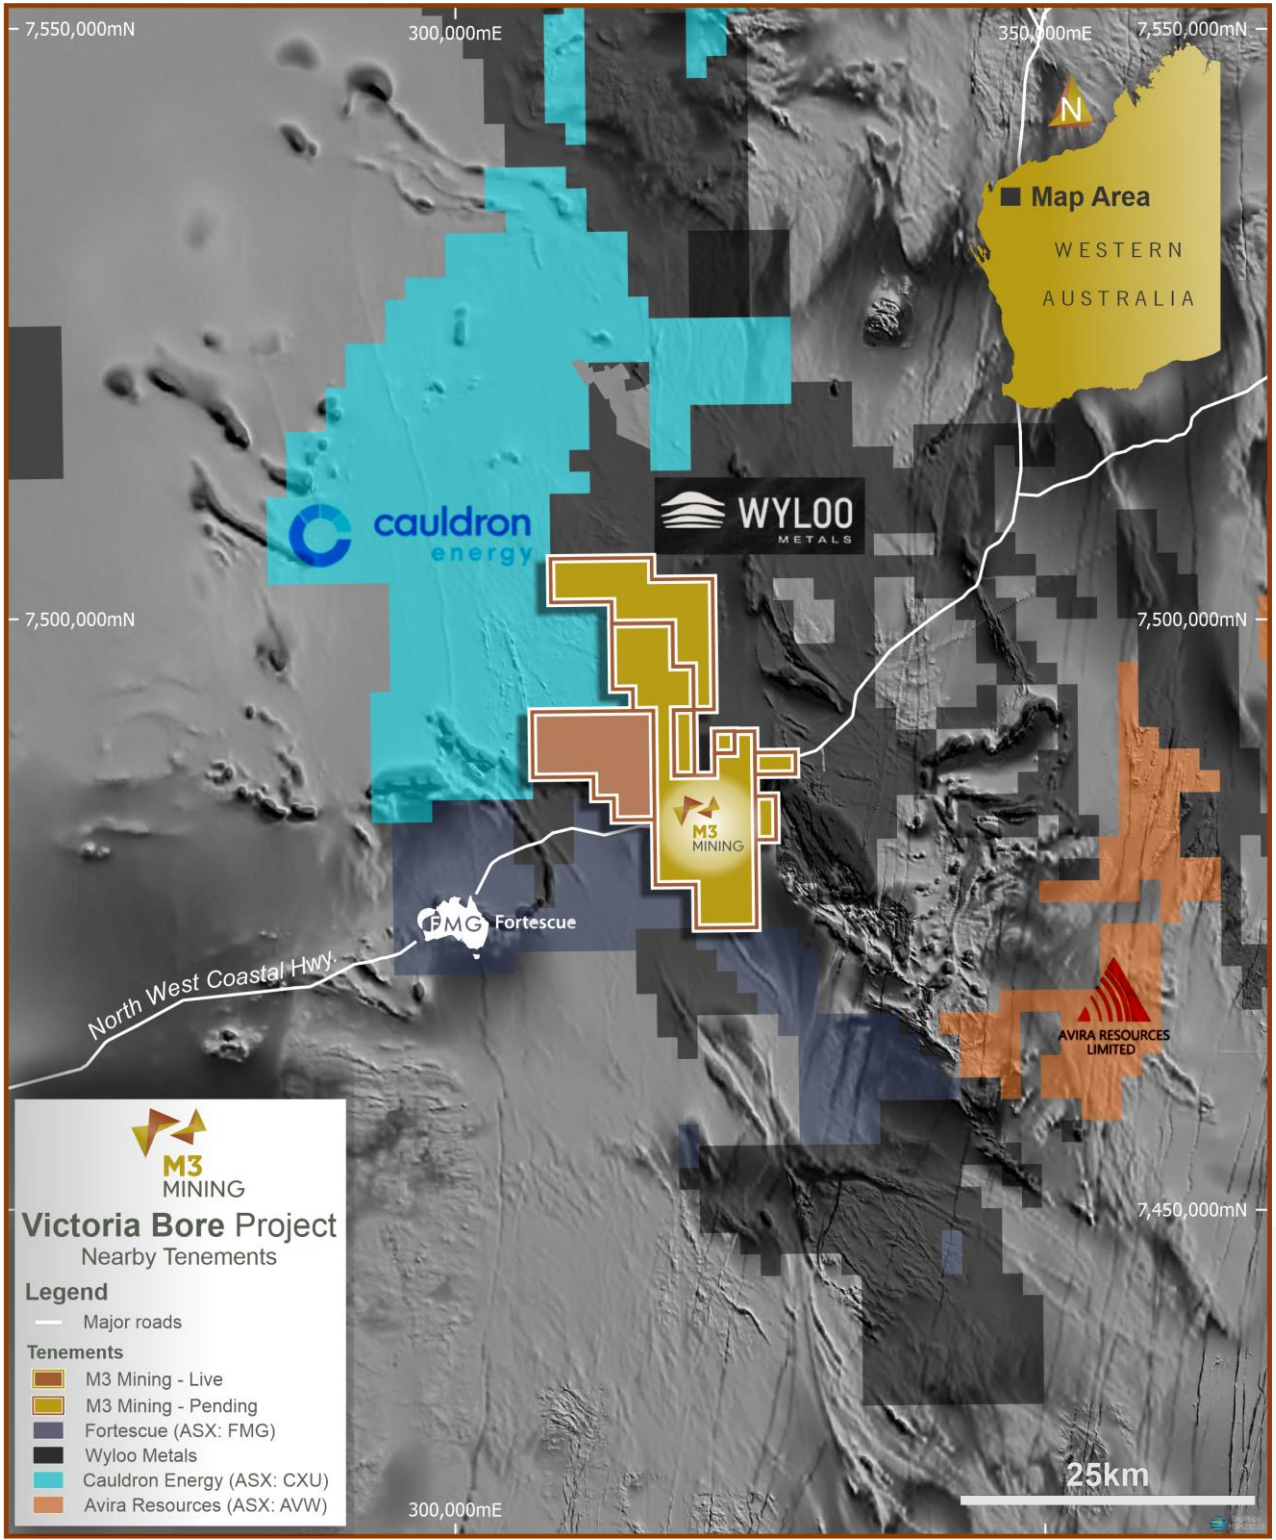 7,550,000mN
300,000mE
350,000mE
7,550,000mN
N
Map Area
WESTERN
AUSTRALIA
cauldron
energy
WYLOO
METALS
7,500,000mN
7,500,000mN
M3
MINING
FMG Fortescue
North West Coastal Hwy.
AVIRA RESOURCES
LIMITED
M3
MINING
Victoria Bore Project
Nearby Tenements
Legend
Major roads
Tenements
M3 Mining - Live
M3 Mining - Pending
Fortescue (ASX: FMG)
Wyloo Metals
Cauldron Energy (ASX: CXU)
Avira Resources (ASX: AVW)
7,450,000mN
25km
300,000mE